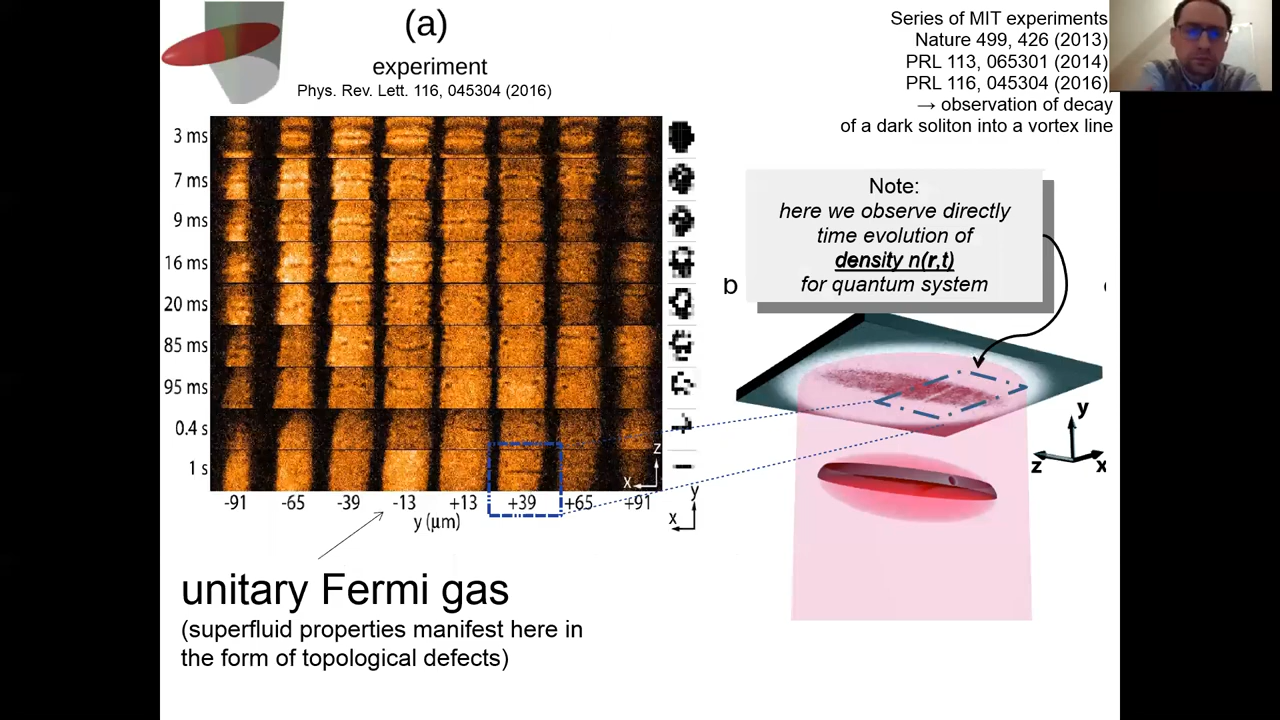 (a)
experiment
Phys. Rev. Lett. 116, 045304 (2016)
Series of MIT experiments
Nature 499, 426 (2013)
PRL 113, 065301 (2014)
PRL 116, 045304 (2016)
→ observation of decay
of a dark soliton into a vortex line
3 ms
7 ms
9 ms
16 ms
20 ms
85 ms
95 ms
0.4 s
1 s
-91 -65 -39 -13 +13 +39 +65 +91
y (μm)
z
x
y
x
Note:
here we observe directly
time evolution of
density n(r,t)
for quantum system
b
y
z
x
unitary Fermi gas
(superfluid properties manifest here in
the form of topological defects)